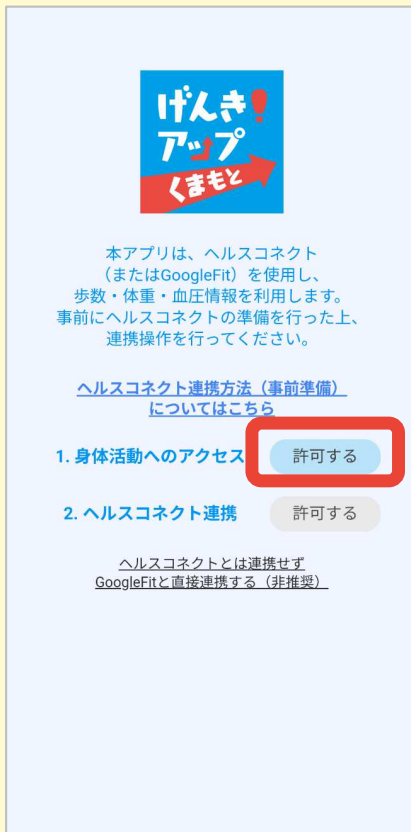 げんき!
アップ
くまもと
本アプリは、ヘルスコネクト
（またはGoogleFit）を使用し、
歩数・体重・血圧情報を利用します。
事前にヘルスコネクトの準備を行った上、
連携操作を行ってください。
ヘルスコネクト連携方法（事前準備）
についてはこちら
1. 身体活動へのアクセス 許可する
2. ヘルスコネクト連携 許可する
ヘルスコネクトとは連携せず
GoogleFitと直接連携する（非推奨）